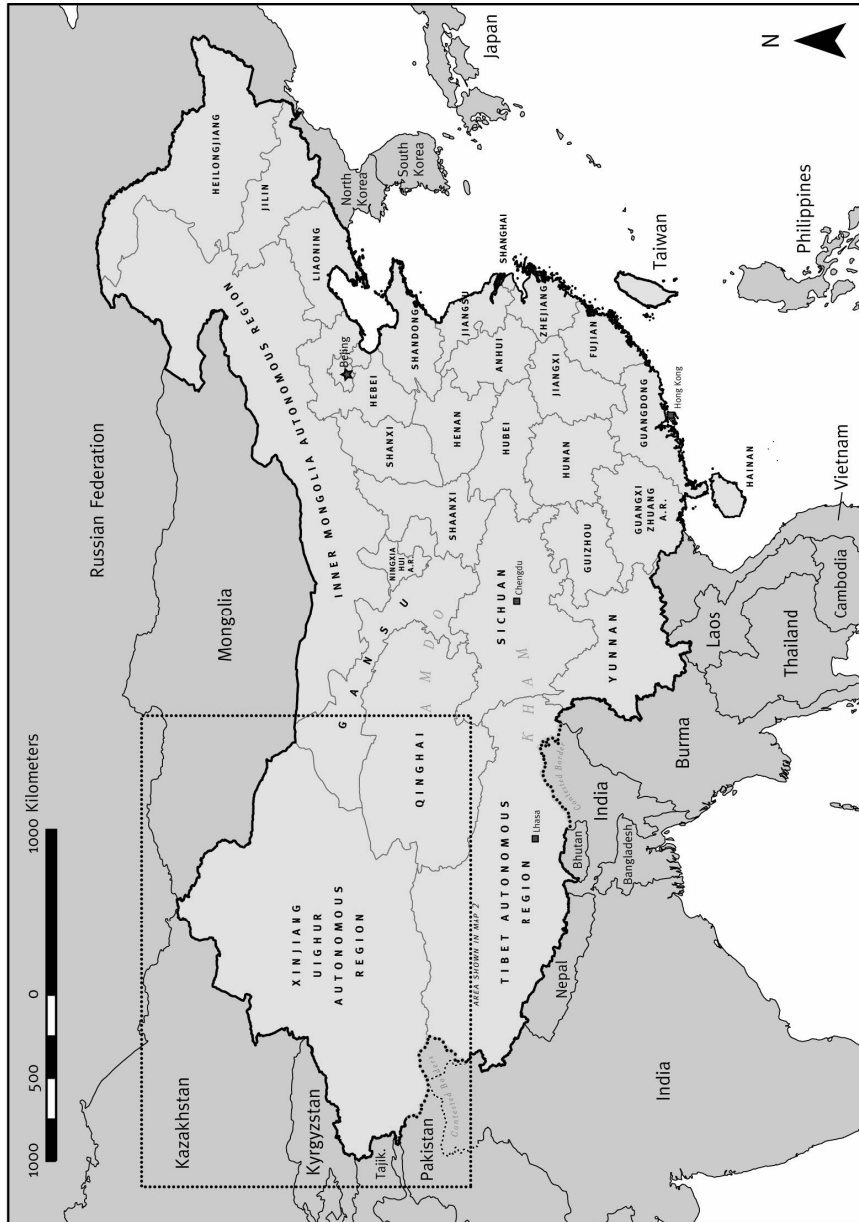 1000
500
0
1000 Kilometers
N
Russian Federation
Kazakhstan
Mongolia
Kyrgyzstan
Tajik.
Pakistan
Contested Borders
XINJIANG
UIGHUR
AUTONOMOUS
REGION
AREA SHOWN IN MAP 2
TIBET AUTONOMOUS
REGION
Lhasa
QINGHAI
GANSU
AMDO
KHAM
INNER MONGOLIA AUTONOMOUS REGION
HEILONGJIANG
JILIN
LIAONING
Beijing
HEBEI
SHANXI
SHANDONG
NINGXIA
HUI
A.R.
SHAANXI
HENAN
JIANGSU
ANHUI
SHANGHAI
HUBEI
SICHUAN
Chengdu
ZHEJIANG
JIANGXI
HUNAN
GUIZHOU
FUJIAN
YUNNAN
GUANGXI
ZHUANG
A.R.
GUANGDONG
Hong Kong
HAINAN
Taiwan
North
Korea
South
Korea
Japan
Philippines
Contested Border
Nepal
Bhutan
India
Bangladesh
India
Burma
Laos
Thailand
Cambodia
Vietnam